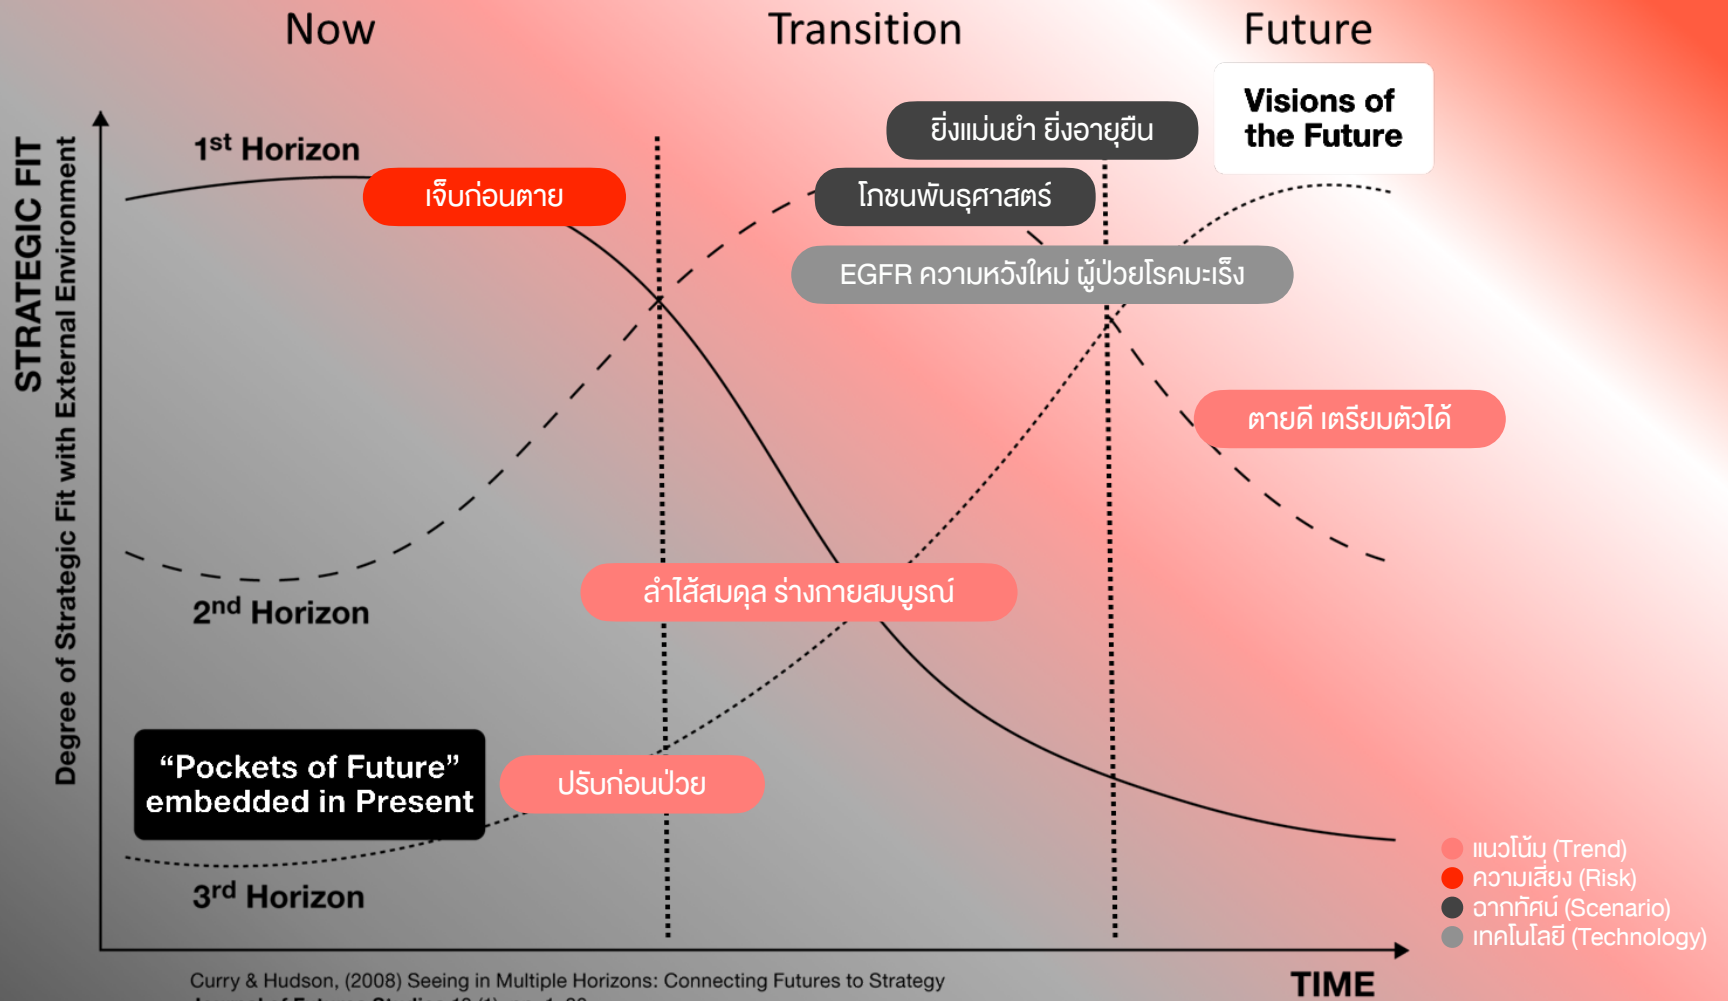 Now
Transition
Future
Visions of
the Future
STRATEGIC FIT
Degree of Strategic Fit with External Environment
1st Horizon
ยิ่งแม่นยำ ยิ่งอายุยืน
เจ็บก่อนตาย
โภชนพันธุศาสตร์
EGFR ความหวังใหม่ ผู้ป่วยโรคมะเร็ง
ตายดี เตรียมตัวได้
2nd Horizon
ลำไส้สมดุล ร่างกายสมบูรณ์
“Pockets of Future”
embedded in Present
ปรับก่อนป่วย
3rd Horizon
แนวโน้ม (Trend)
ความเสี่ยง (Risk)
ฉากทัศน์ (Scenario)
เทคโนโลยี (Technology)
TIME
Curry & Hudson, (2008) Seeing in Multiple Horizons: Connecting Futures to Strategy